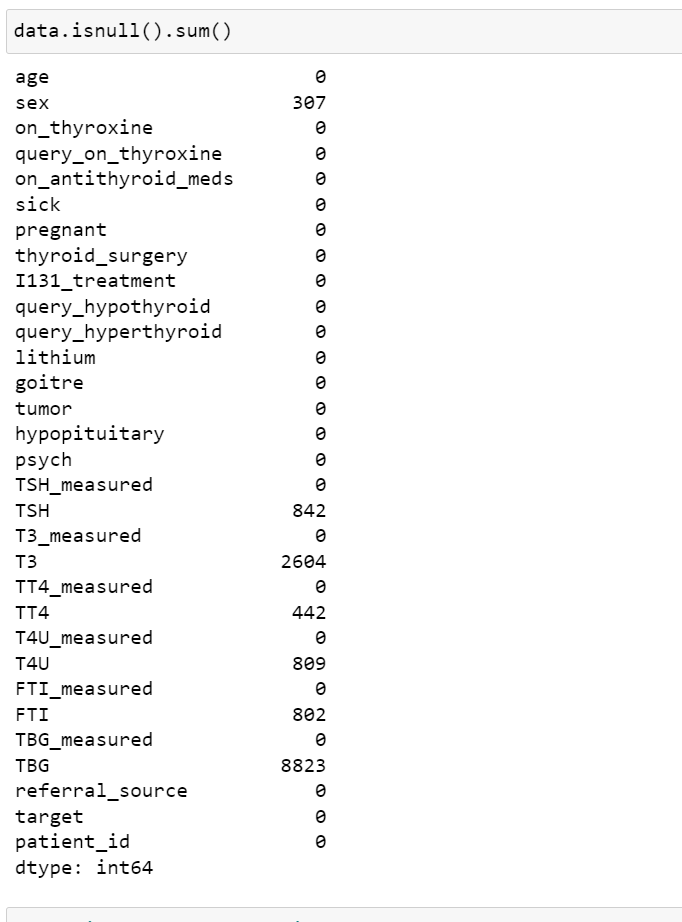 data.isnull().sum()
age 0
sex 307
on_thyroxine 0
query_on_thyroxine 0
on_antithyroid_meds 0
sick 0
pregnant 0
thyroid_surgery 0
I131_treatment 0
query_hypothyroid 0
query_hyperthyroid 0
lithium 0
goitre 0
tumor 0
hypopituitary 0
psych 0
TSH_measured 0
TSH 842
T3_measured 0
T3 2604
TT4_measured 0
TT4 442
T4U_measured 0
T4U 809
FTI_measured 0
FTI 802
TBG_measured 0
TBG 8823
referral_source 0
target 0
patient_id 0
dtype: int64